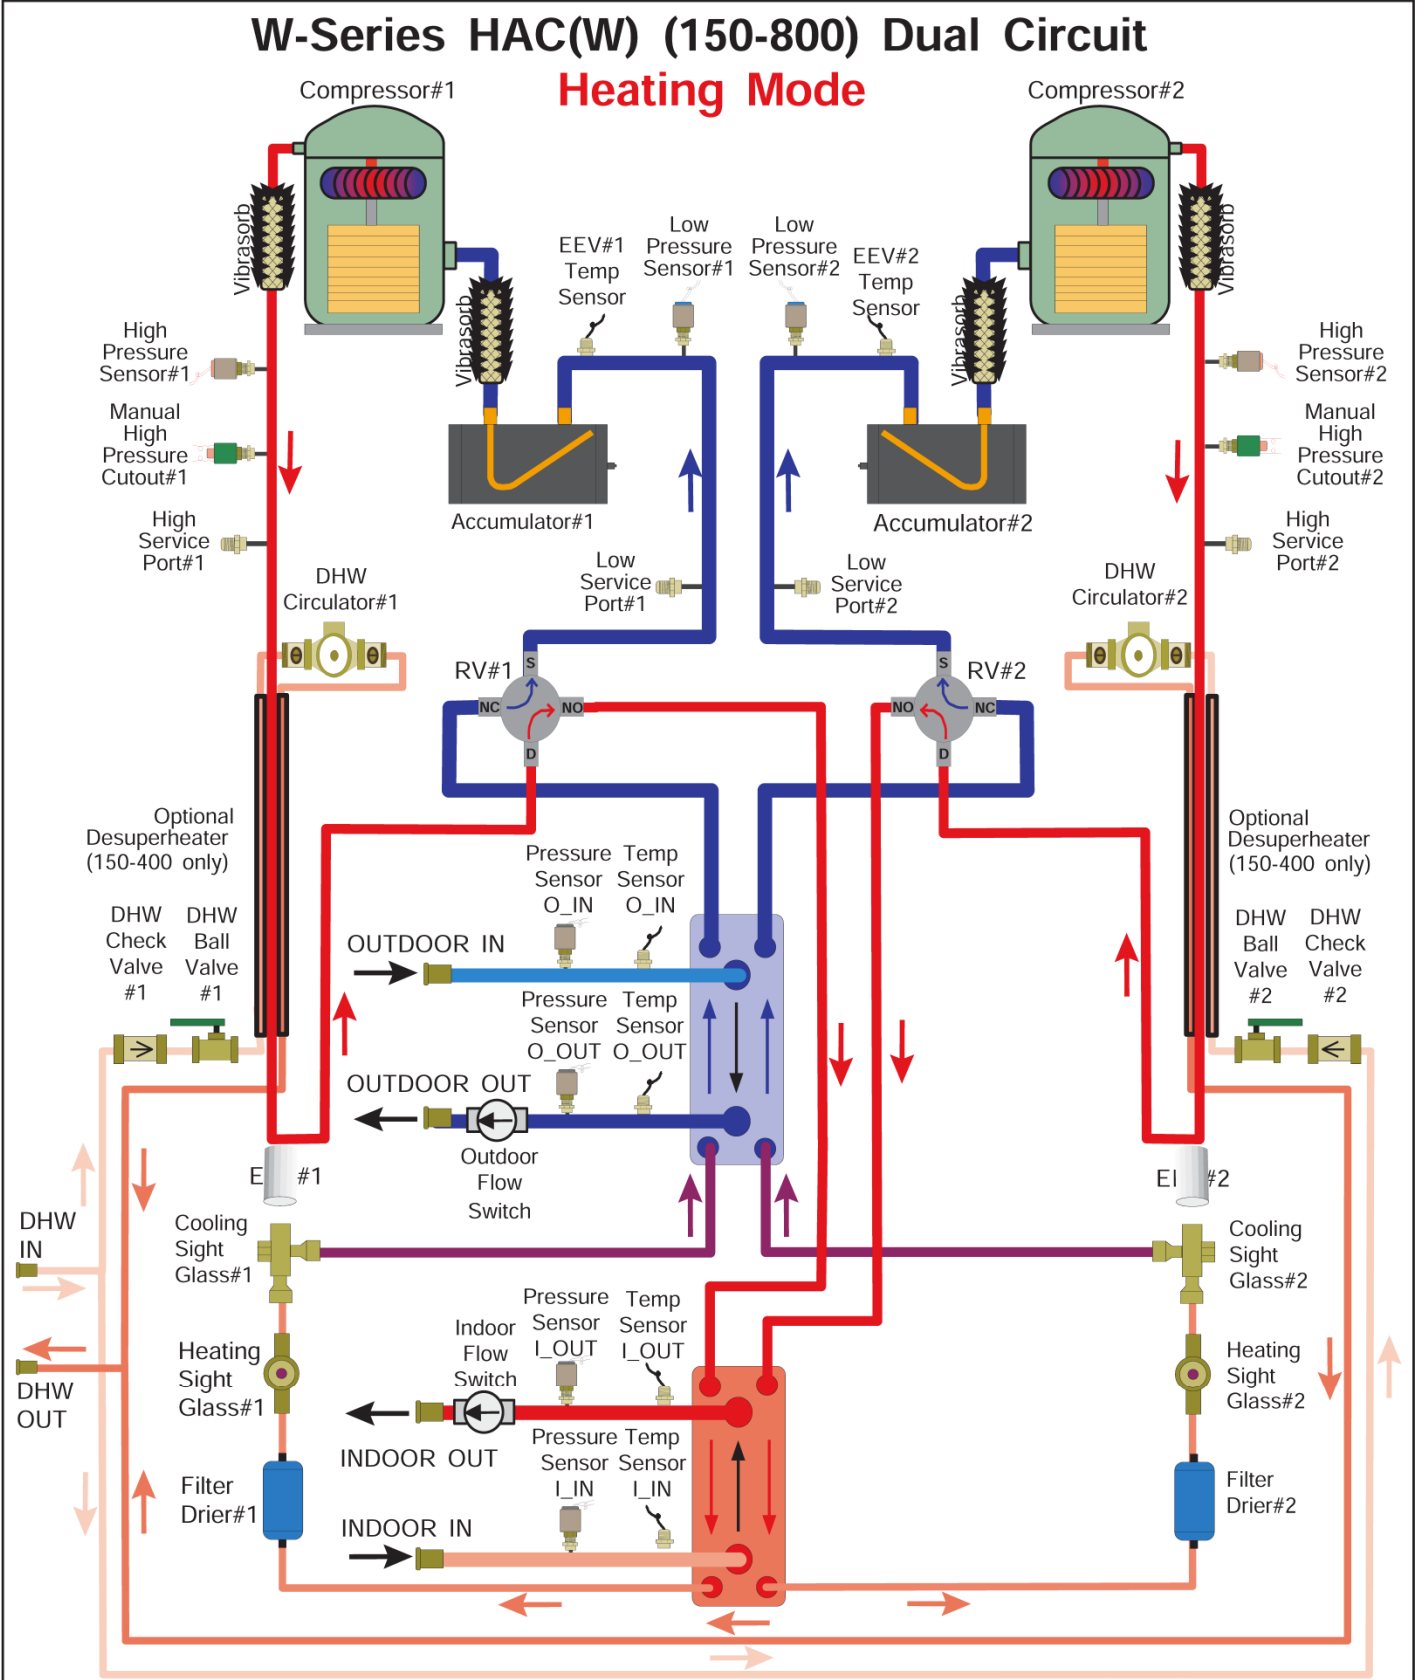 W-Series HAC(W) (150-800) Dual Circuit
Heating Mode
Compressor#1
Compressor#2
Vibrasorb
Vibrasorb
Vibrasorb
Vibrasorb
EEV#1
Temp
Sensor
Low
Pressure
Sensor#1
Low
Pressure
Sensor#2
EEV#2
Temp
Sensor
High
Pressure
Sensor#1
Manual
High
Pressure
Cutout#1
High
Service
Port#1
High
Pressure
Sensor#2
Manual
High
Pressure
Cutout#2
High
Service
Port#2
Accumulator#1
Accumulator#2
Low
Service
Port#1
Low
Service
Port#2
DHW
Circulator#1
DHW
Circulator#2
RV#1
S
NC
NO
D
RV#2
S
NO
NC
D
Optional
Desuperheater
(150-400 only)
Optional
Desuperheater
(150-400 only)
DHW
Check
Valve
#1
DHW
Ball
Valve
#1
DHW
Ball
Valve
#2
DHW
Check
Valve
#2
Pressure
Sensor
O_IN
Temp
Sensor
O_IN
OUTDOOR IN
Pressure
Sensor
O_OUT
Temp
Sensor
O_OUT
OUTDOOR OUT
Outdoor
Flow
Switch
#1
#2
DHW
IN
DHW
OUT
Cooling
Sight
Glass#1
Cooling
Sight
Glass#2
Heating
Sight
Glass#1
Heating
Sight
Glass#2
Filter
Drier#1
Filter
Drier#2
Indoor
Flow
Switch
Pressure
Sensor
I_OUT
Temp
Sensor
I_OUT
INDOOR OUT
Pressure
Sensor
I_IN
Temp
Sensor
I_IN
INDOOR IN